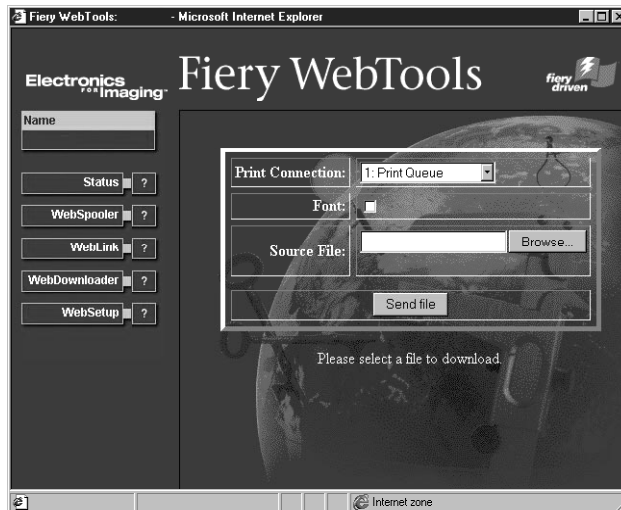 Fiery WebTools: - Microsoft Internet Explorer
Electronics FOR Imaging™
Fiery WebTools
fiery driven
Name
Status ?
WebSpooler ?
WebLink ?
WebDownloader ?
WebSetup ?
Print Connection: 1: Print Queue
Font:
Source File: Browse...
Send file
Please select a file to download.
Internet zone